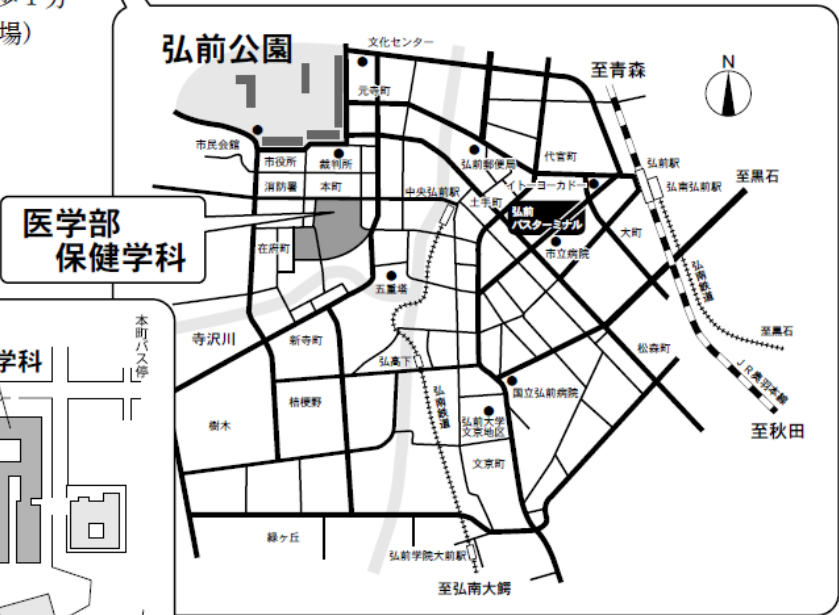 場)
弘前公園
文化センター
至青森
N
元寺町
市民会館
市役所
裁判所
弘前郵便局
代官町
弘前駅
至黒石
消防署
本町
中央弘前駅
イトーヨーカドー
弘南弘前駅
土手町
弘前
バスターミナル
医学部
保健学科
在府町
市立病院
大町
五重塔
弘南鉄道
本町バス停
寺沢川
新寺町
至黒石
学科
弘高下
松森町
JR奥羽本線
桔梗野
弘南鉄道
国立弘前病院
樹木
弘前大学
文京地区
至秋田
文京町
緑ヶ丘
弘前学院大前駅
至弘南大鰐